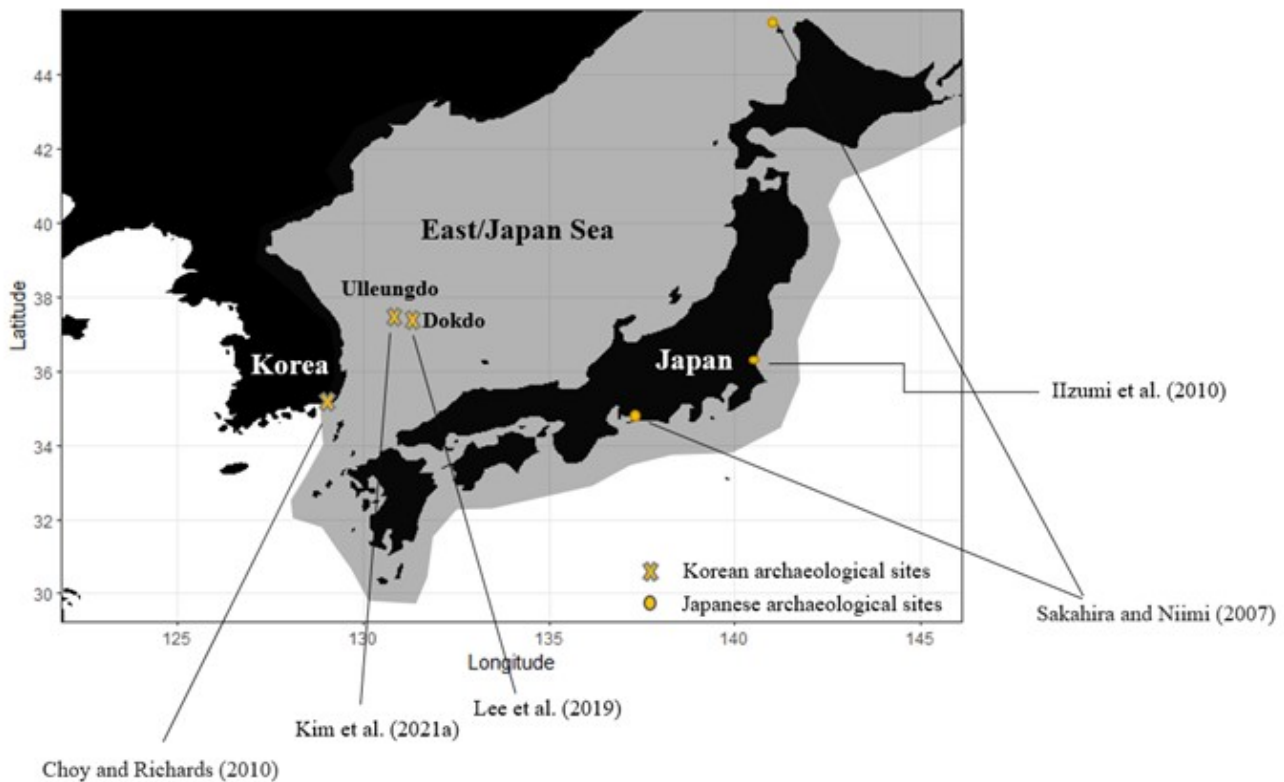 44
42
40
38
36
34
32
30
Latitude
East/Japan Sea
Ulleungdo
Dokdo
Korea
Japan
IIzumi et al. (2010)
Korean archaeological sites
Japanese archaeological sites
Sakahira and Niimi (2007)
125
130
135
140
145
Longitude
Lee et al. (2019)
Kim et al. (2021a)
Choy and Richards (2010)